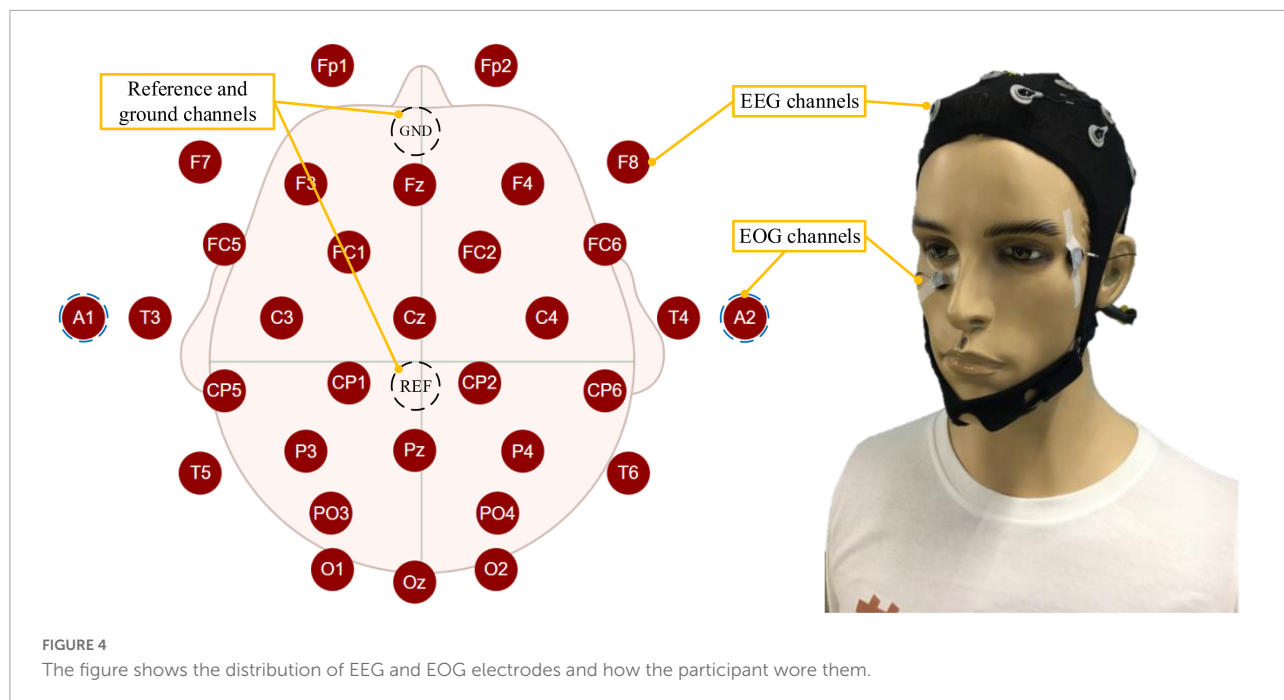 Fp1 Fp2
Reference and
ground channels
GND
EEG channels
F7 F8
F3 Fz F4
FC5 FC1 FC2 FC6
EOG channels
A1 T3 C3 Cz C4 T4 A2
CP5 CP1 REF CP2 CP6
P3 Pz P4
T5 T6
PO3 PO4
O1 Oz O2
FIGURE 4
The figure shows the distribution of EEG and EOG electrodes and how the participant wore them.